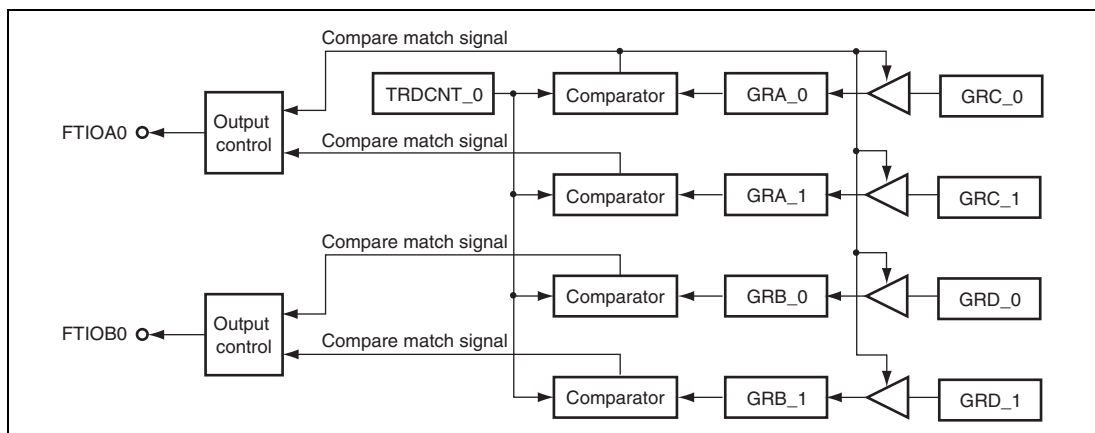 Compare match signal
TRDCNT_0
Comparator
GRA_0
GRC_0
FTIOA0
Output
control
Compare match signal
Comparator
GRA_1
GRC_1
Compare match signal
Comparator
GRB_0
GRD_0
FTIOB0
Output
control
Compare match signal
Comparator
GRB_1
GRD_1